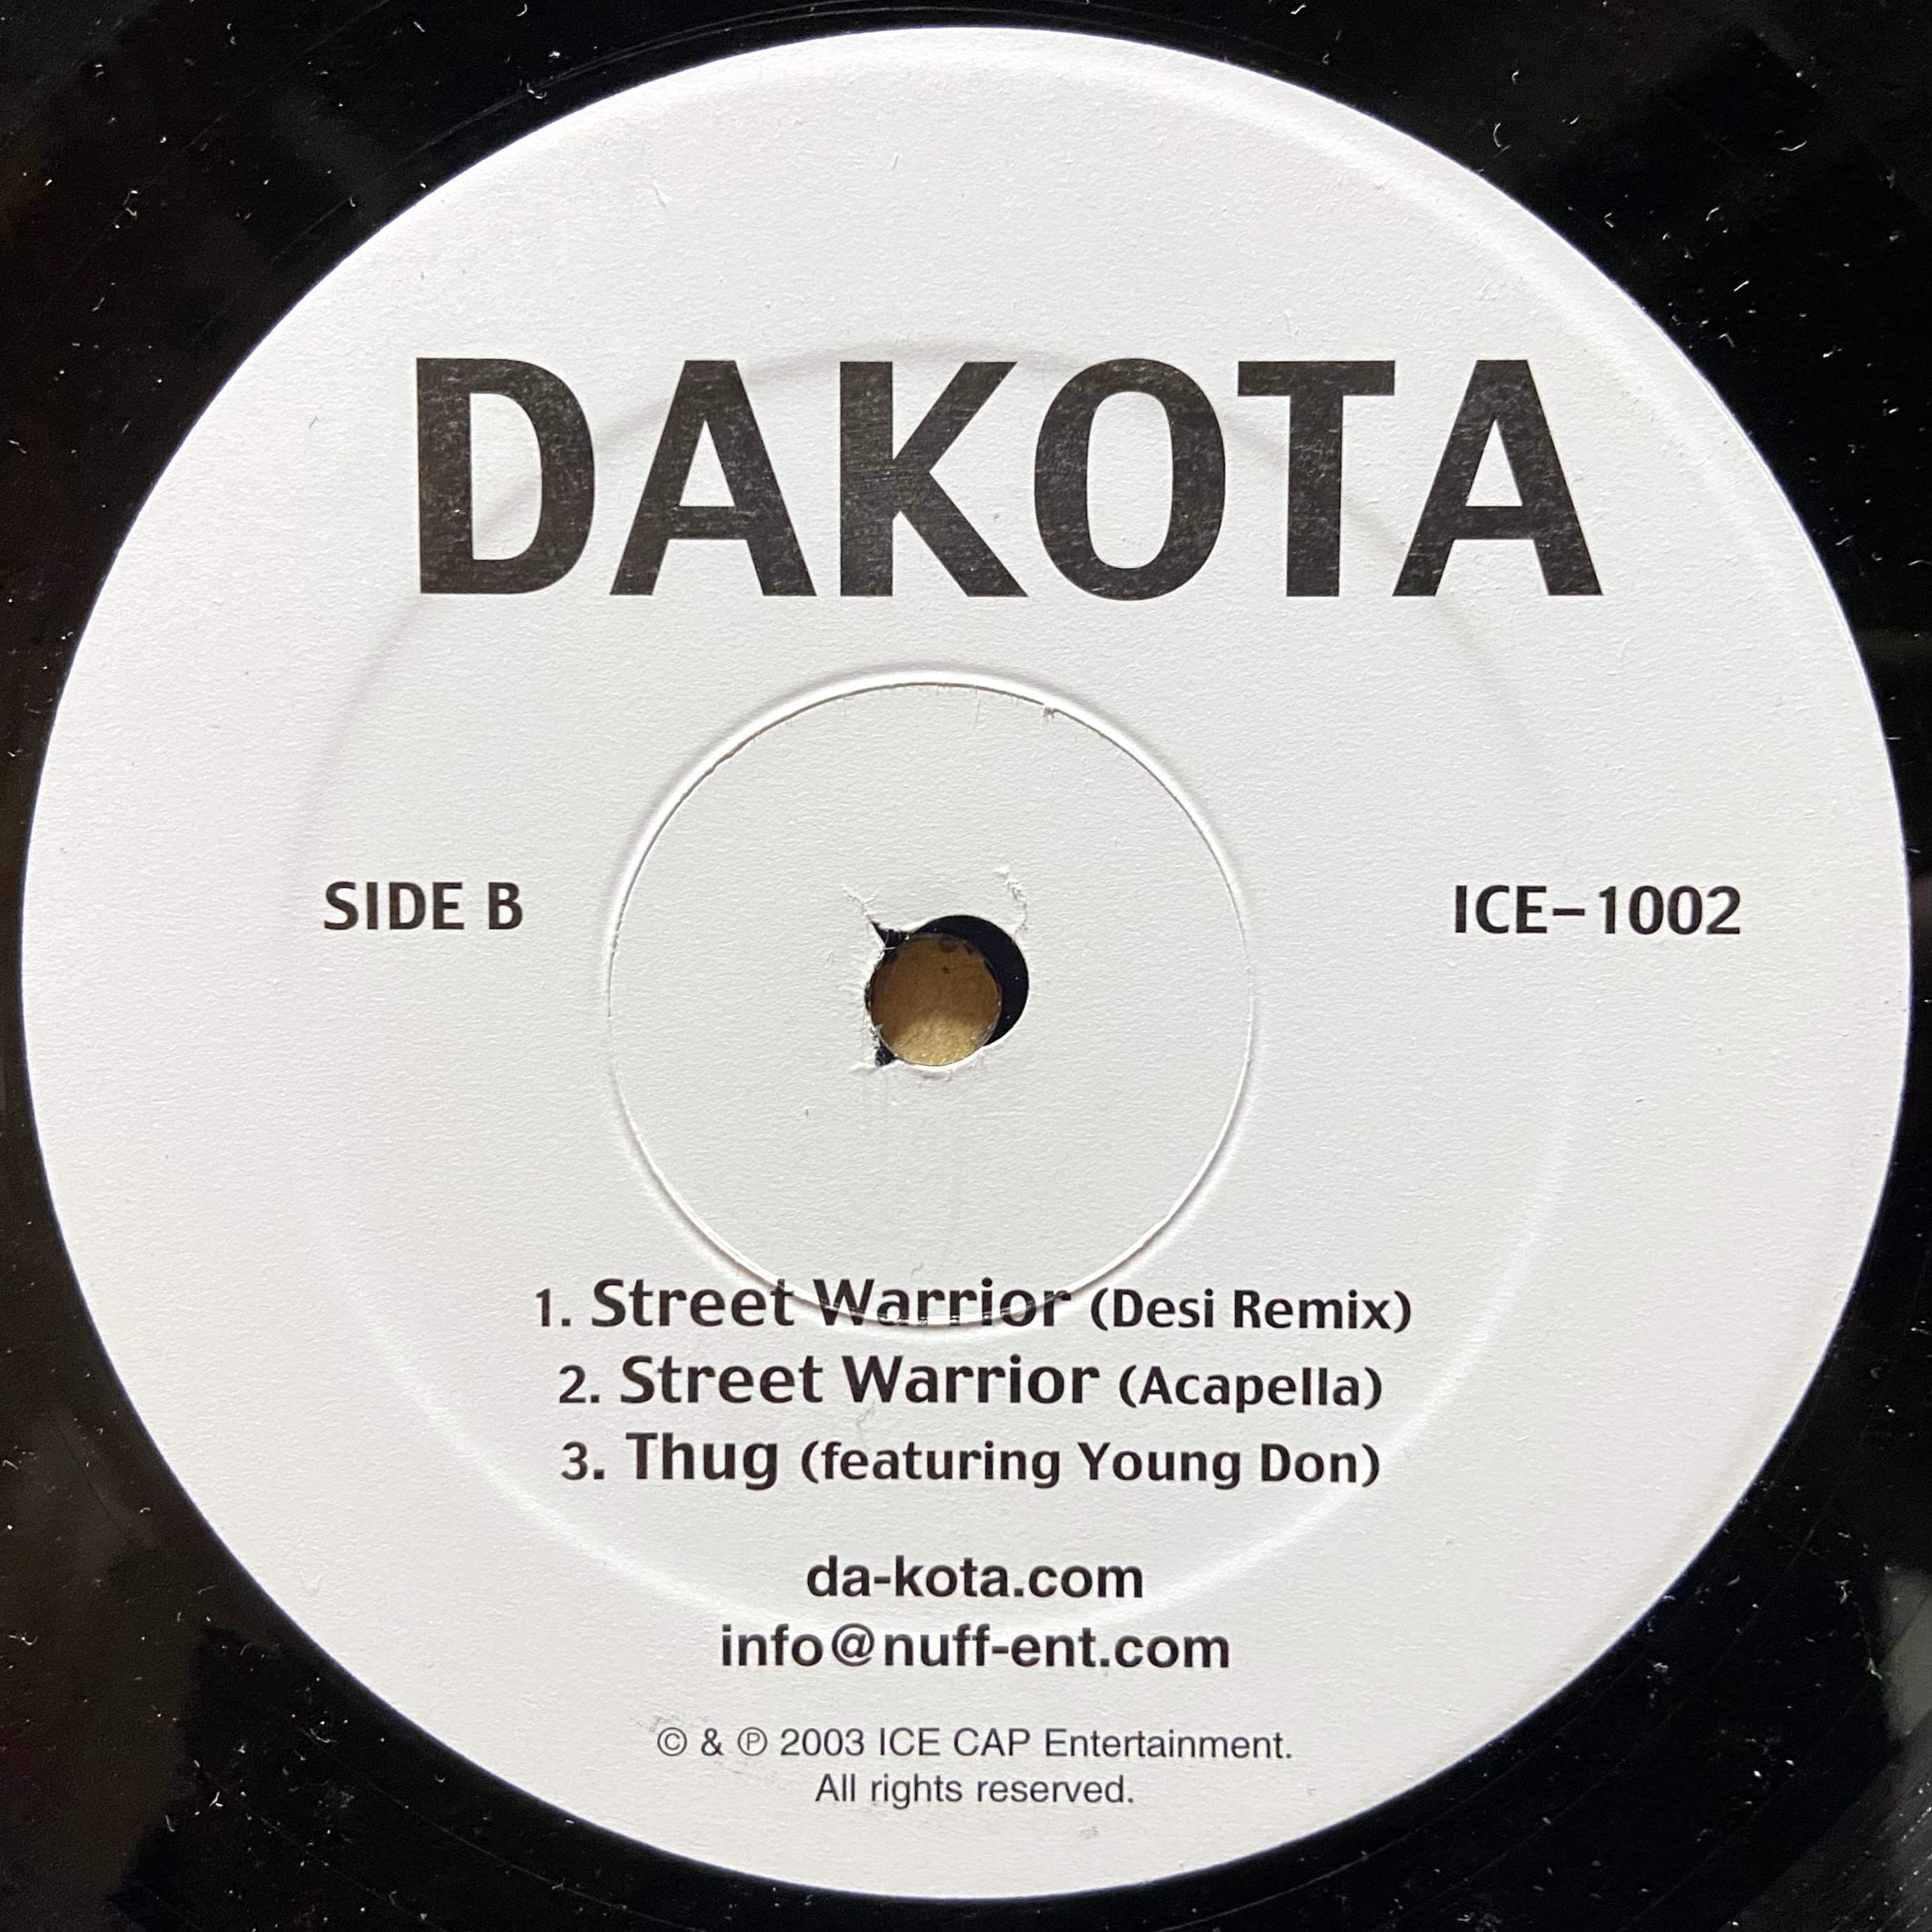 DAKOTA
SIDE B
ICE-1002
1. Street Warrior (Desi Remix)
2. Street Warrior (Acapella)
3. Thug (featuring Young Don)
da-kota.com
info@nuff-ent.com
© & ℗ 2003 ICE CAP Entertainment.
All rights reserved.